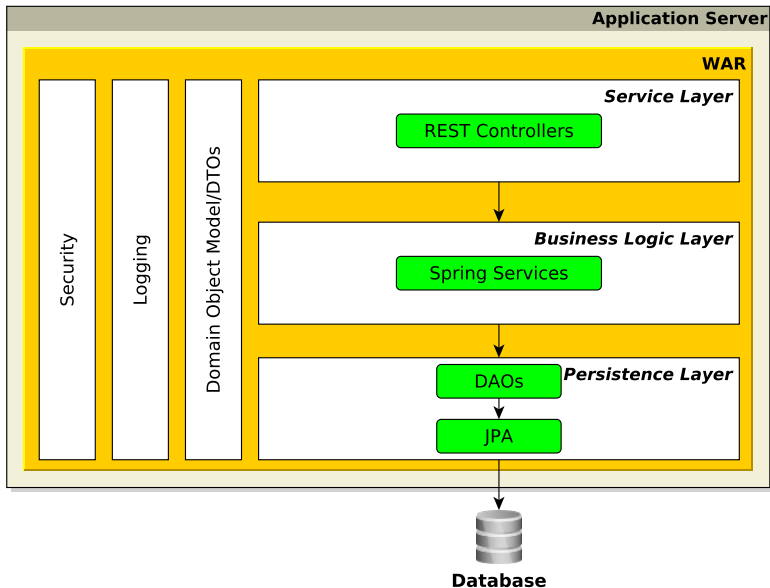 Application Server
WAR
Security
Logging
Domain Object Model/DTOs
Service Layer
REST Controllers
Business Logic Layer
Spring Services
Persistence Layer
DAOs
JPA
Database